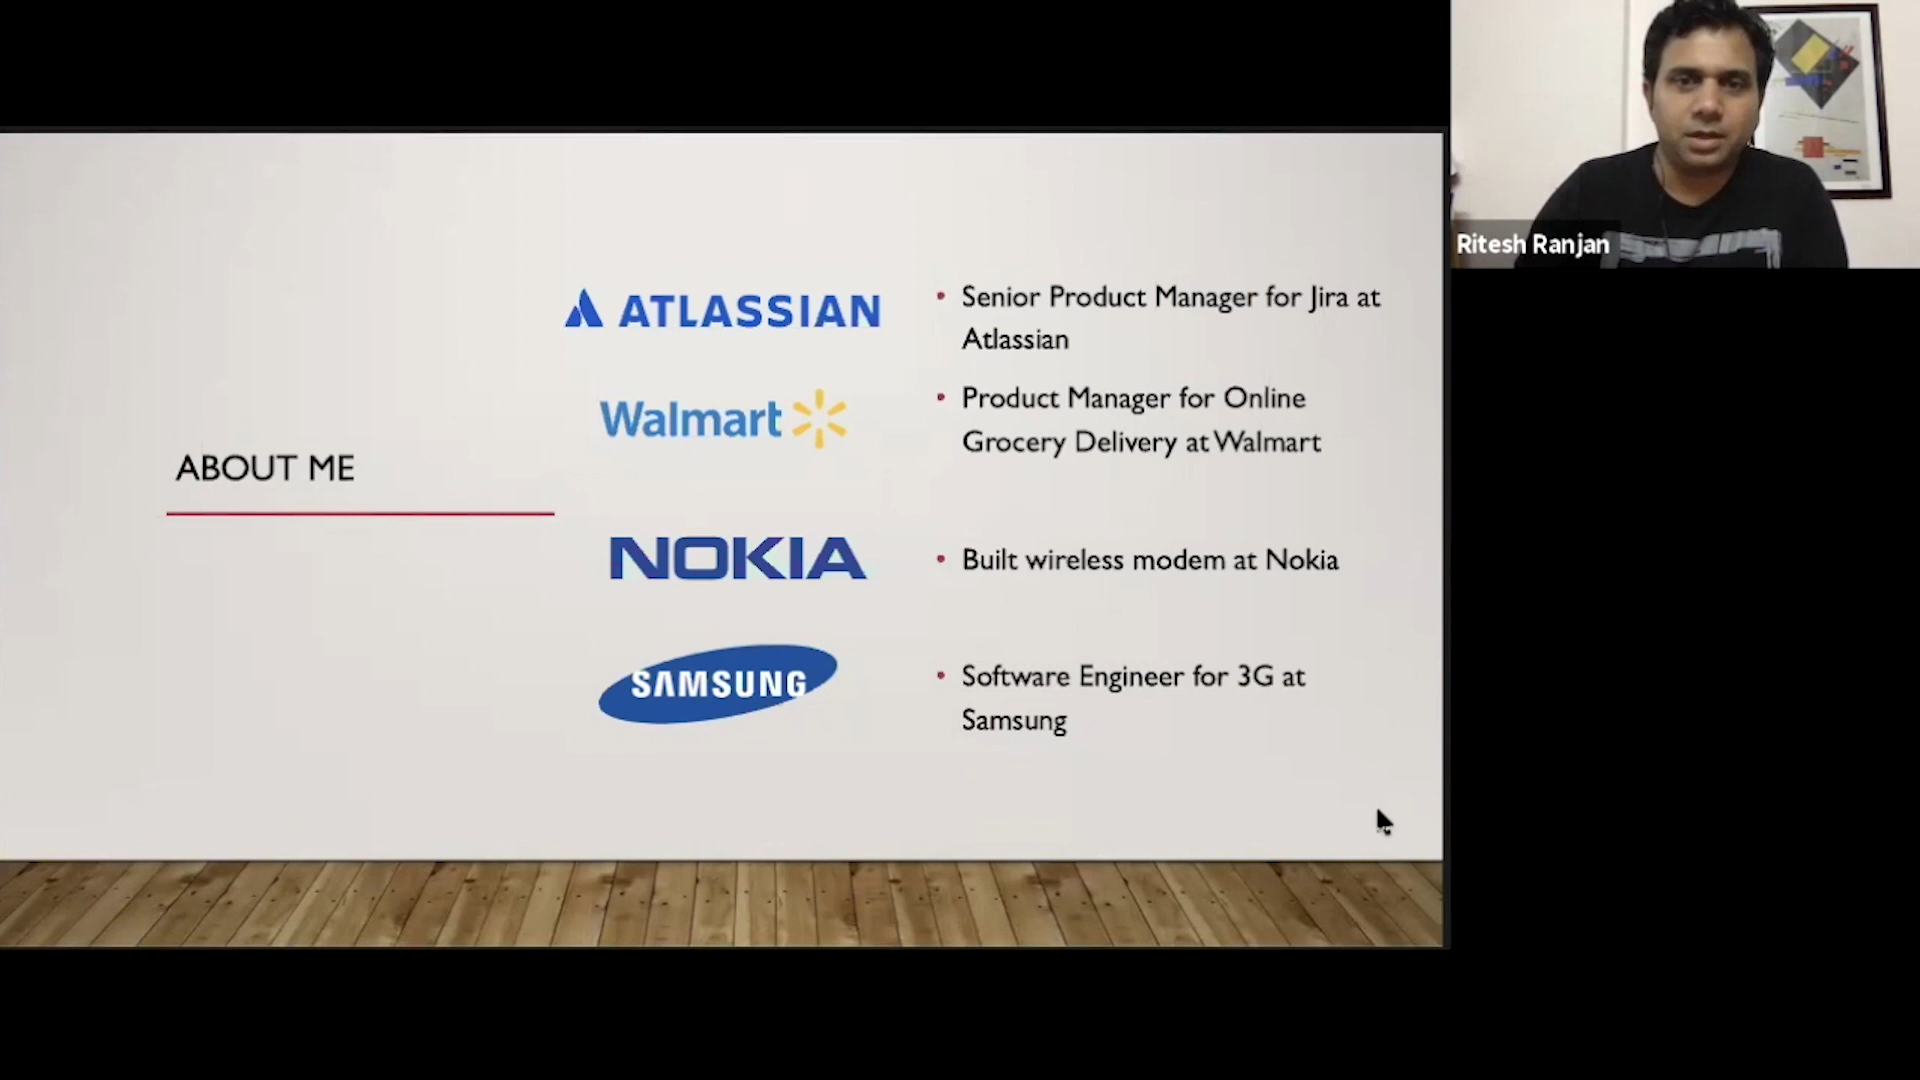 ABOUT ME
ATLASSIAN
Senior Product Manager for Jira at
Atlassian
Walmart
Product Manager for Online
Grocery Delivery at Walmart
NOKIA
Built wireless modem at Nokia
SAMSUNG
Software Engineer for 3G at
Samsung
Ritesh Ranjan